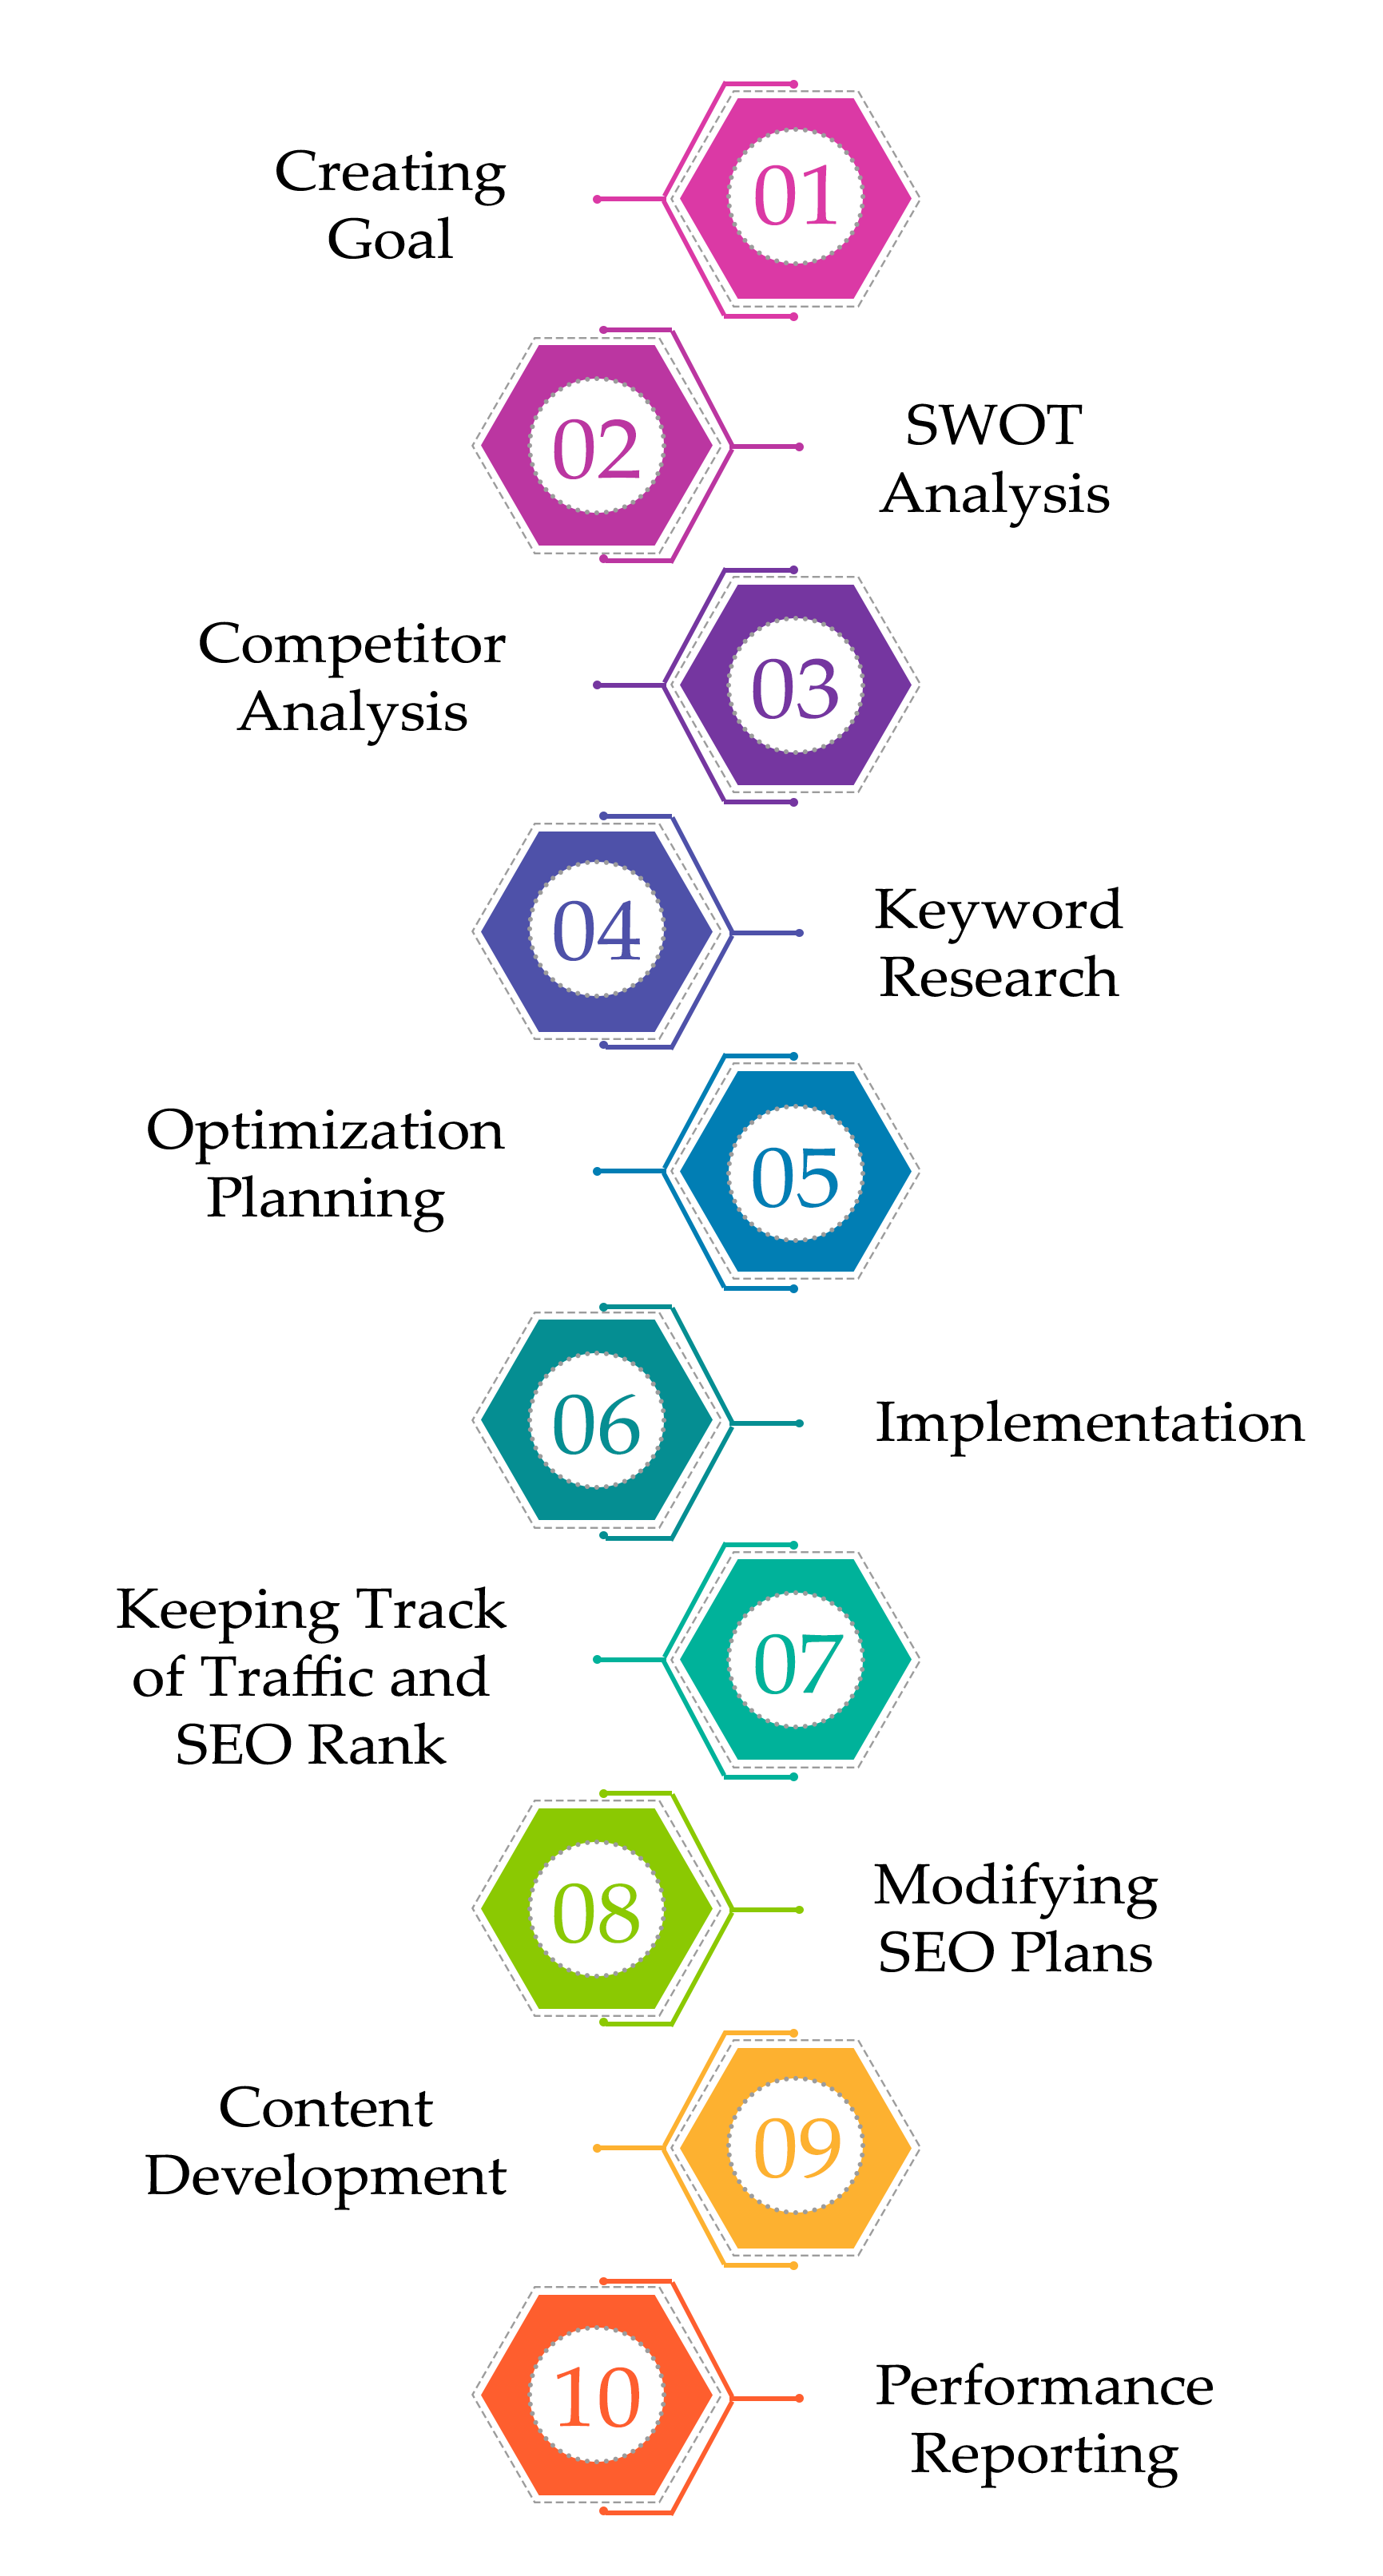 01
Creating
Goal
02
SWOT
Analysis
03
Competitor
Analysis
04
Keyword
Research
05
Optimization
Planning
06
Implementation
07
Keeping Track
of Traffic and
SEO Rank
08
Modifying
SEO Plans
09
Content
Development
10
Performance
Reporting